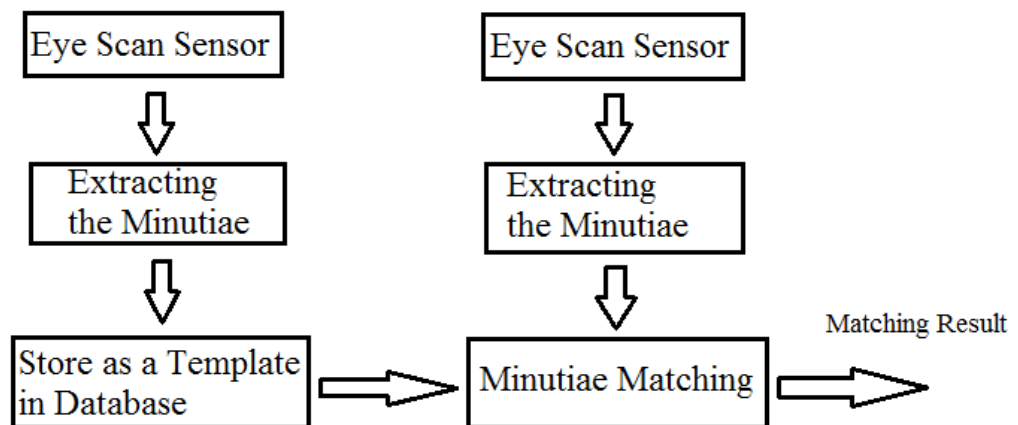 Eye Scan Sensor
Eye Scan Sensor
Extracting
the Minutiae
Extracting
the Minutiae
Matching Result
Store as a Template
in Database
Minutiae Matching